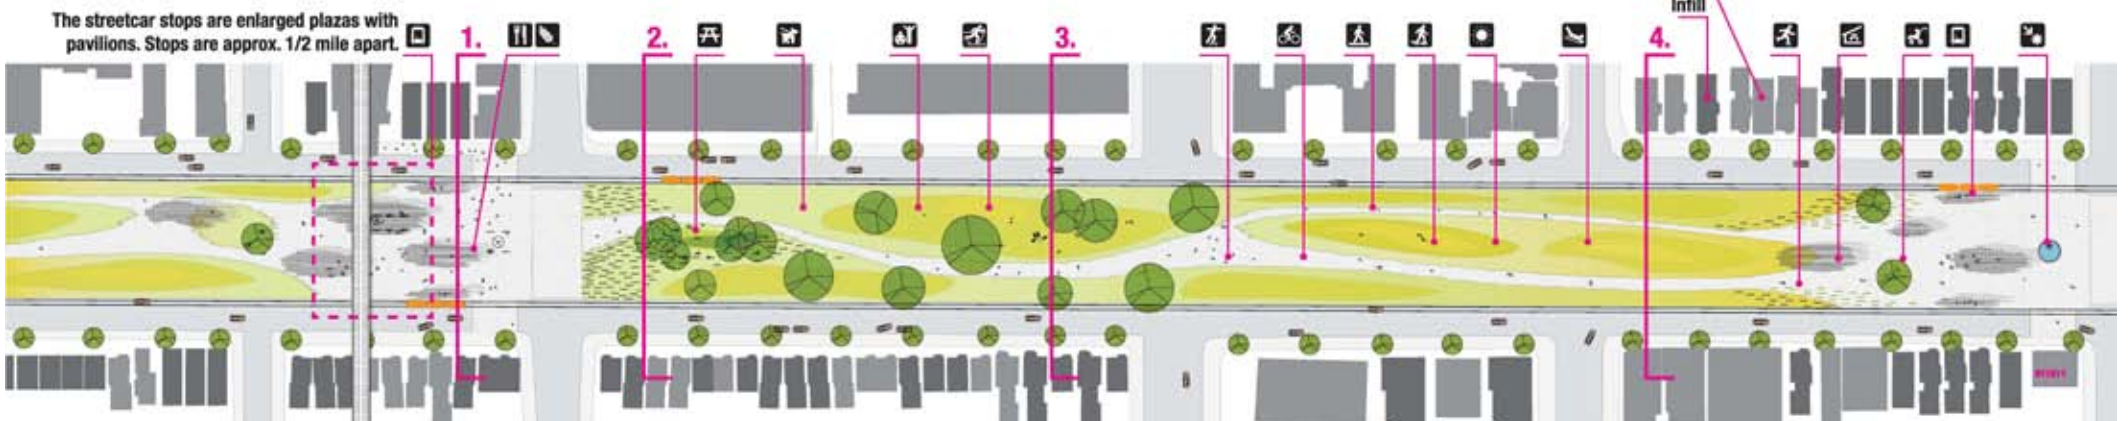 The streetcar stops are enlarged plazas with
pavilions. Stops are approx. 1/2 mile apart.
1.
2.
3.
4.
Infill